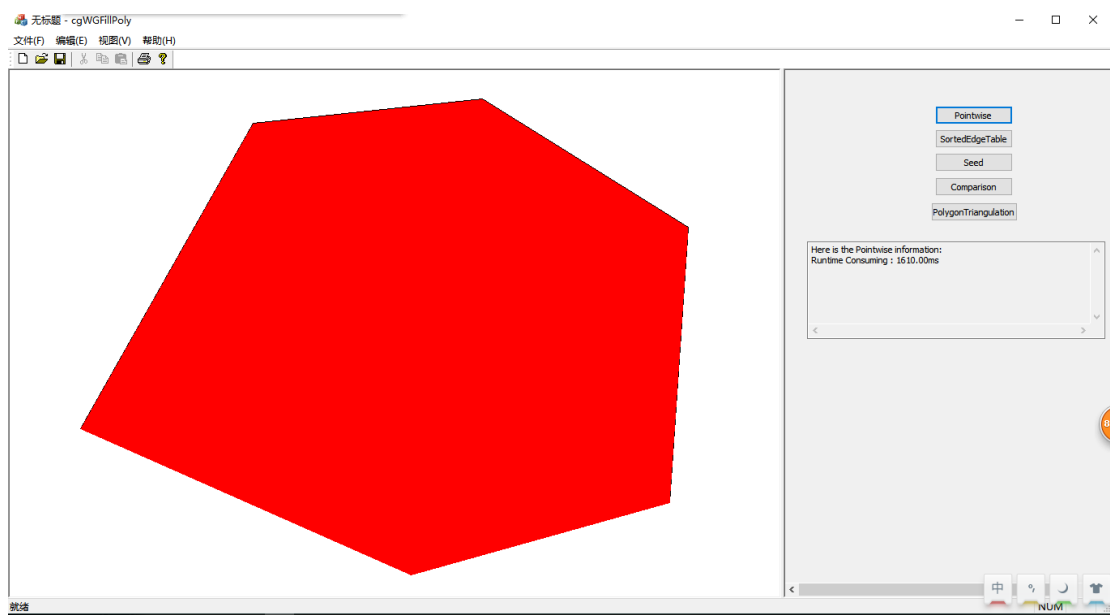 无标题 - cgWGFillPoly
文件(F) 编辑(E) 视图(V) 帮助(H)
Pointwise
SortedEdgeTable
Seed
Comparison
PolygonTriangulation
Here is the Pointwise information:
Runtime Consuming : 1610.00ms
中
就绪
NUM